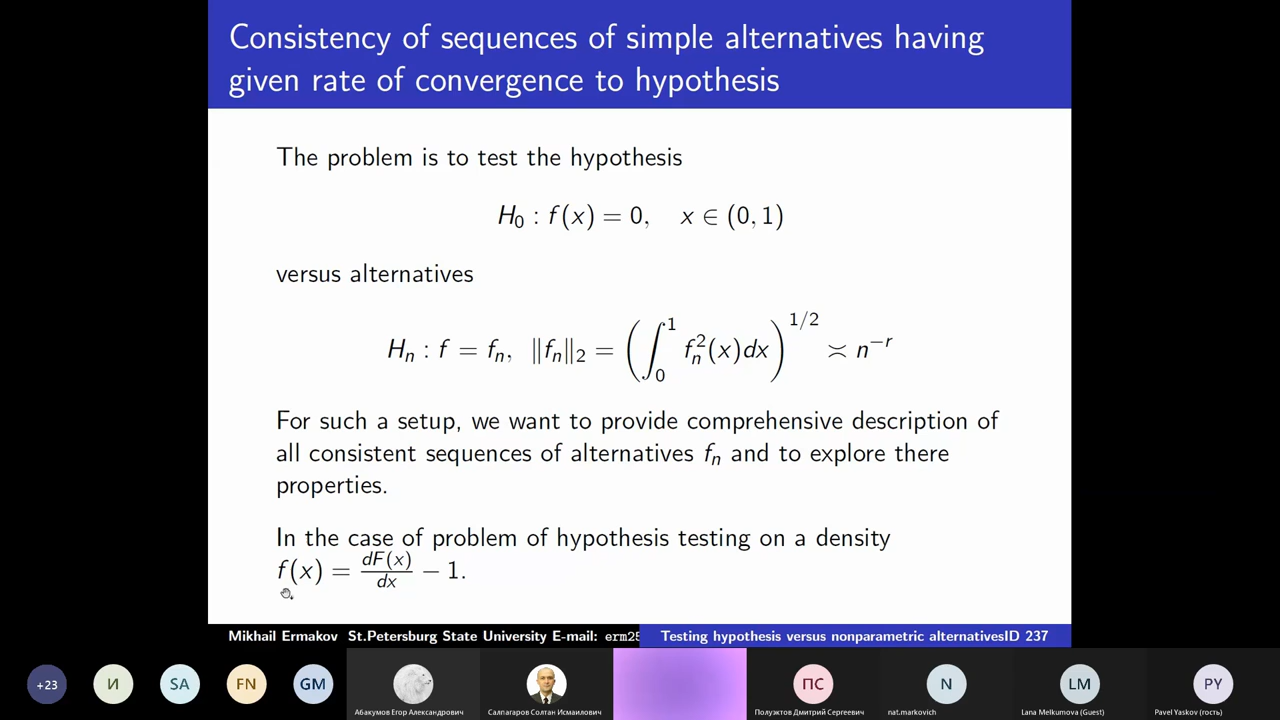 Consistency of sequences of simple alternatives having
given rate of convergence to hypothesis
The problem is to test the hypothesis
H₀ : f(x) = 0, x ∈ (0, 1)
versus alternatives
Hₙ : f = fₙ, ‖fₙ‖₂ = (∫₀¹ fₙ²(x)dx)^{1/2} ≍ n^{−r}
For such a setup, we want to provide comprehensive description of
all consistent sequences of alternatives fₙ and to explore there
properties.
In the case of problem of hypothesis testing on a density
f(x) = dF(x)/dx − 1.
Mikhail Ermakov St.Petersburg State University E-mail: erm25
Testing hypothesis versus nonparametric alternativesID 237
+23
И
SA
FN
GM
ПС
N
LM
PY
Абакумов Егор Александрович
Салпагаров Солтан Исмаилович
Полуэктов Дмитрий Сергеевич
nat.markovich
Lana Melkumova (Guest)
Pavel Yaskov (гость)